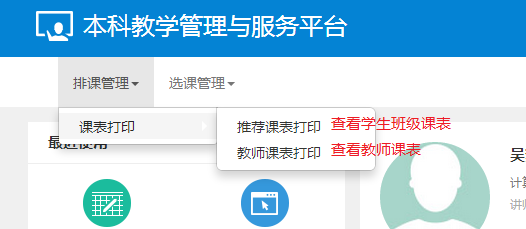 本科教学管理与服务平台
排课管理 选课管理
课表打印
推荐课表打印 查看学生班级课表
教师课表打印 查看教师课表
最近使用
吴
计算
讲师